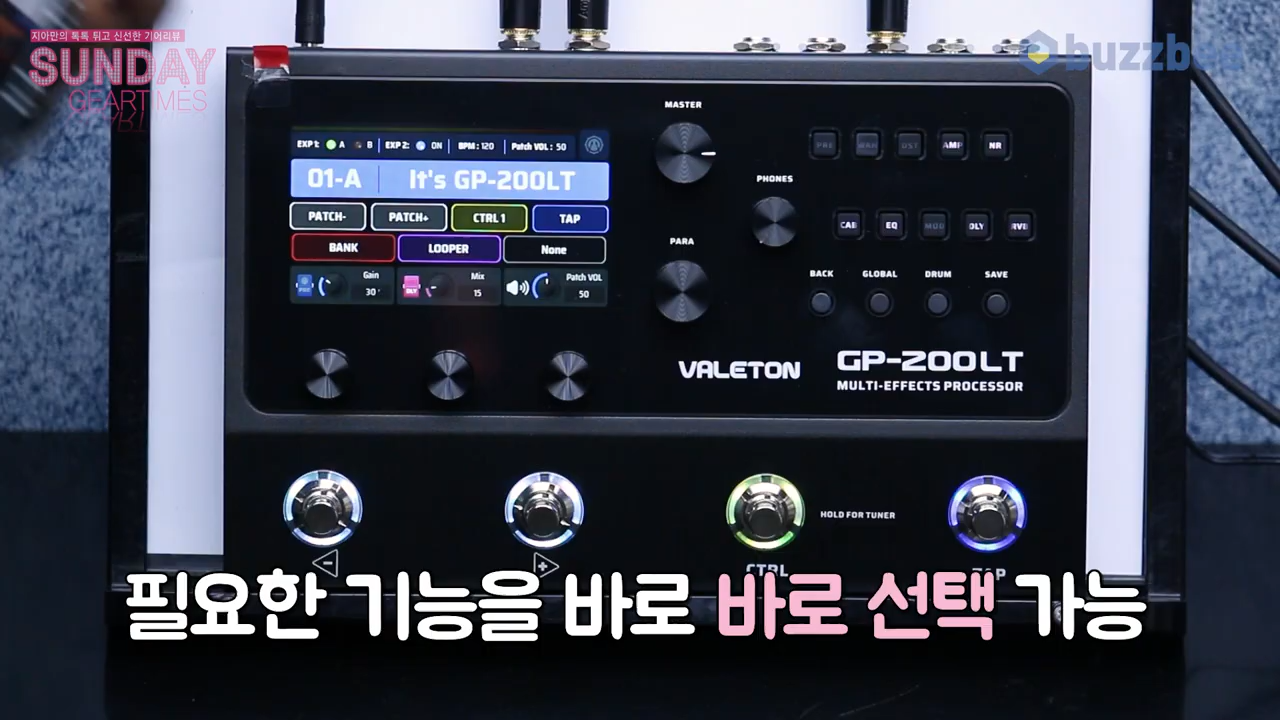 지아만의 톡톡 튀고 신선한 기어리뷰
SUNDAY
GEARTIMES
buzzbee
MASTER
PHONES
PARA
PRE WAH DST AMP NR
CAB EQ MOD DLY RVB
BACK GLOBAL DRUM SAVE
EXP 1: A B EXP 2: ON BPM : 120 Patch VOL : 50
01-A It's GP-200LT
PATCH- PATCH+ CTRL 1 TAP
BANK LOOPER None
Gain 30
DLY Mix 15
Patch VOL 50
VALETON
GP-200LT
MULTI-EFFECTS PROCESSOR
HOLD FOR TUNER
- + CTRL TAP
필요한 기능을 바로 바로 선택 가능